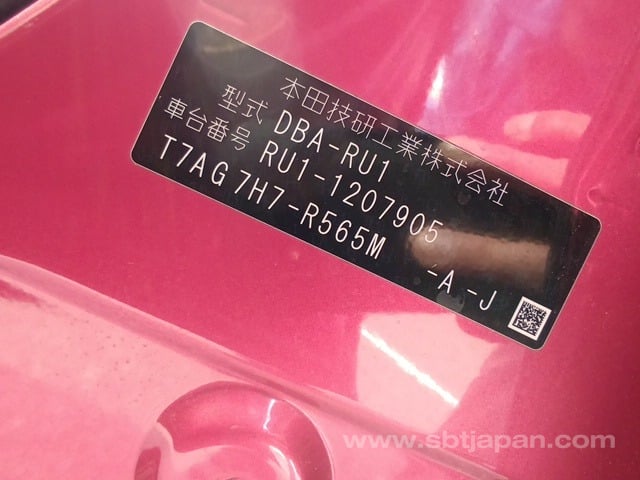 本田技研工業株式会社
型式 DBA-RU1
車台番号 RU1-1207905
T7AG 7H7-R565M -A -J
www.sbtjapan.com